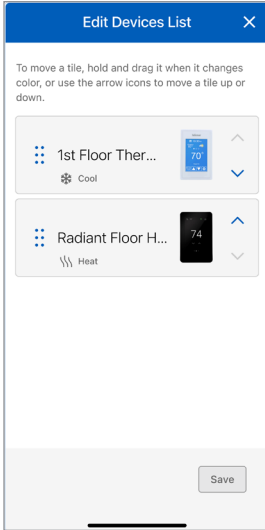 Edit Devices List
To move a tile, hold and drag it when it changes
color, or use the arrow icons to move a tile up or
down.
1st Floor Ther...
70°
Cool
Radiant Floor H...
74
Heat
Save